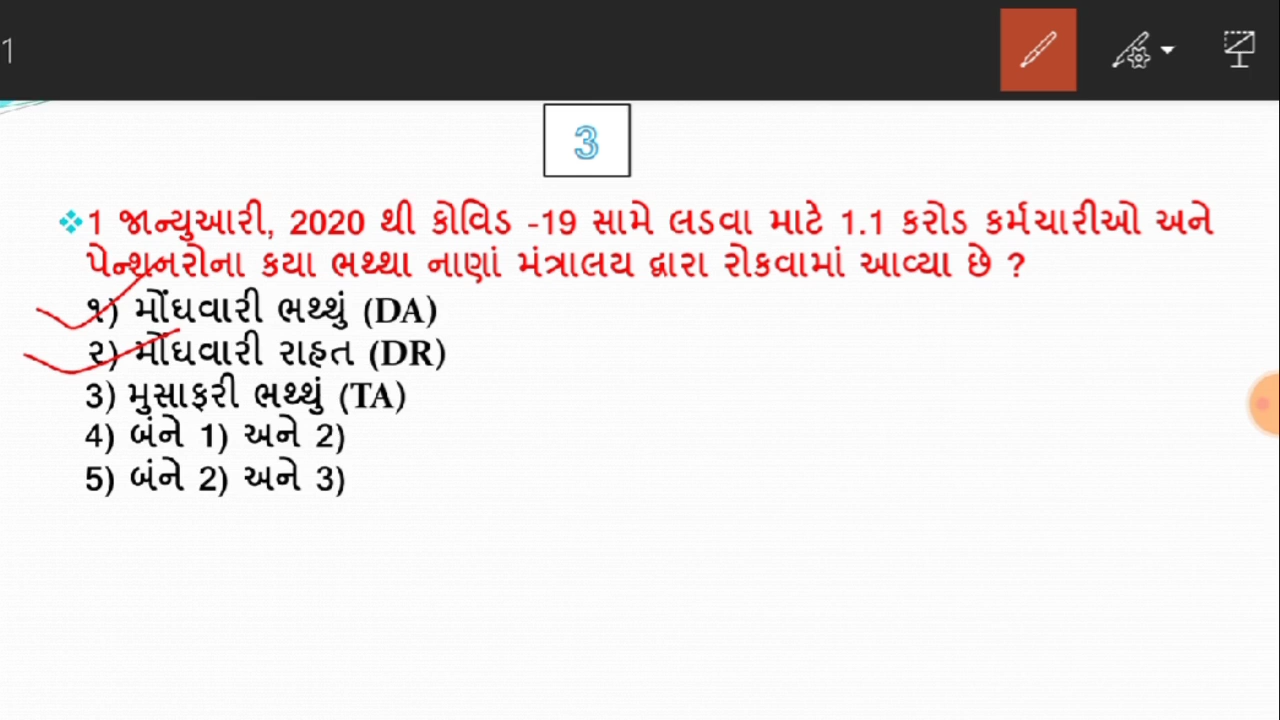 1
3
1 જાન્યુઆરી, 2020 થી કોવિડ -19 સામે લડવા માટે 1.1 કરોડ કર્મચારીઓ અને
પેન્શનરોના કયા ભથ્થા નાણાં મંત્રાલય દ્વારા રોકવામાં આવ્યા છે ?
૧) મોંઘવારી ભથ્થું (DA)
૨) મોંઘવારી રાહત (DR)
3) મુસાફરી ભથ્થું (TA)
4) બંને 1) અને 2)
5) બંને 2) અને 3)